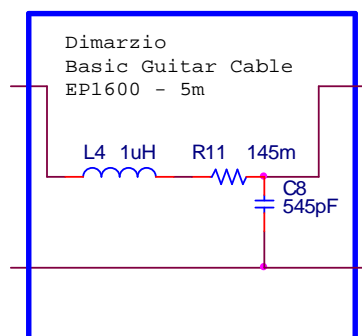 Dimarzio
Basic Guitar Cable
EP1600 - 5m
L4 1uH R11 145m
C8
545pF